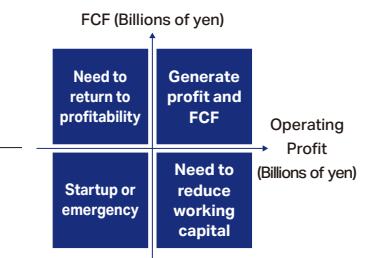 FCF (Billions of yen)
Need to
return to
profitability
Generate
profit and
FCF
Operating
Profit
(Billions of yen)
Startup or
emergency
Need to
reduce
working
capital